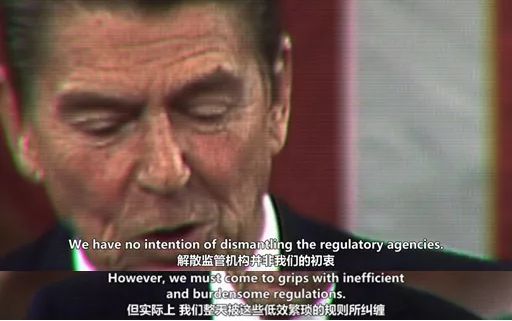 We have no intention of dismantling the regulatory agencies.
解散监管机构并非我们的初衷
However, we must come to grips with inefficient
and burdensome regulations.
但实际上 我们整天被这些低效繁琐的规则所纠缠